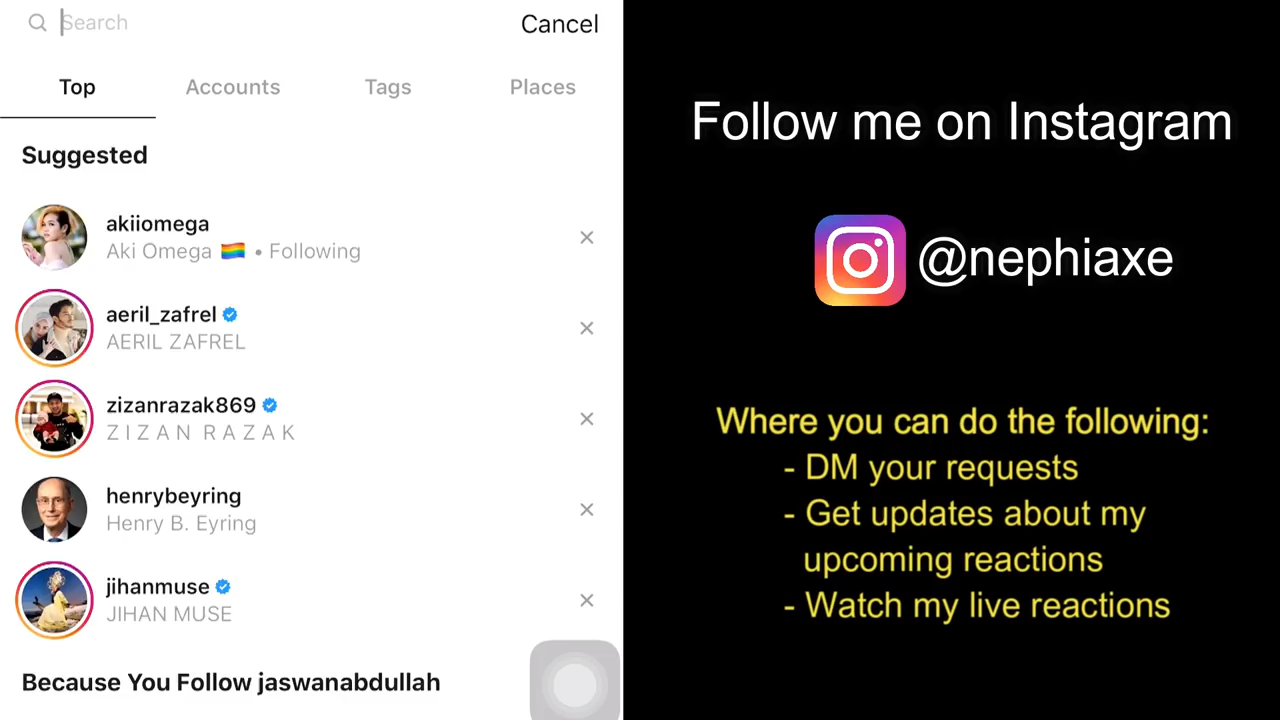 Search
Cancel
Top
Accounts
Tags
Places
Suggested
akiiomega
Aki Omega 🏳️‍🌈 • Following
aeril_zafrel
AERIL ZAFREL
zizanrazak869
Z I Z A N R A Z A K
henrybeyring
Henry B. Eyring
jihanmuse
JIHAN MUSE
Because You Follow jaswanabdullah
Follow me on Instagram
@nephiaxe
Where you can do the following:
- DM your requests
- Get updates about my
upcoming reactions
- Watch my live reactions